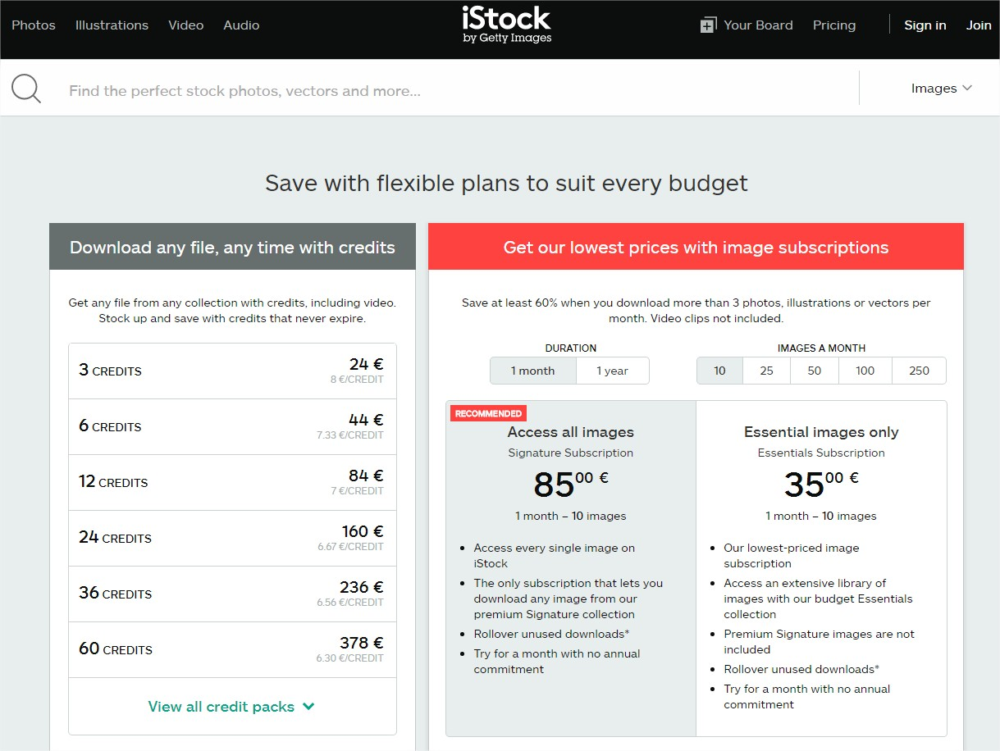 Photos Illustrations Video Audio
iStock
by Getty Images
Your Board Pricing Sign in Join
Find the perfect stock photos, vectors and more...
Images
Save with flexible plans to suit every budget
Download any file, any time with credits
Get any file from any collection with credits, including video.
Stock up and save with credits that never expire.
3 CREDITS 24 €
8 €/CREDIT
6 CREDITS 44 €
7.33 €/CREDIT
12 CREDITS 84 €
7 €/CREDIT
24 CREDITS 160 €
6.67 €/CREDIT
36 CREDITS 236 €
6.56 €/CREDIT
60 CREDITS 378 €
6.30 €/CREDIT
View all credit packs
Get our lowest prices with image subscriptions
Save at least 60% when you download more than 3 photos, illustrations or vectors per
month. Video clips not included.
DURATION
1 month 1 year
IMAGES A MONTH
10 25 50 100 250
RECOMMENDED
Access all images
Signature Subscription
85 00 €
1 month – 10 images
• Access every single image on
iStock
• The only subscription that lets you
download any image from our
premium Signature collection
• Rollover unused downloads*
• Try for a month with no annual
commitment
Essential images only
Essentials Subscription
35 00 €
1 month – 10 images
• Our lowest-priced image
subscription
• Access an extensive library of
images with our budget Essentials
collection
• Premium Signature images are not
included
• Rollover unused downloads*
• Try for a month with no annual
commitment